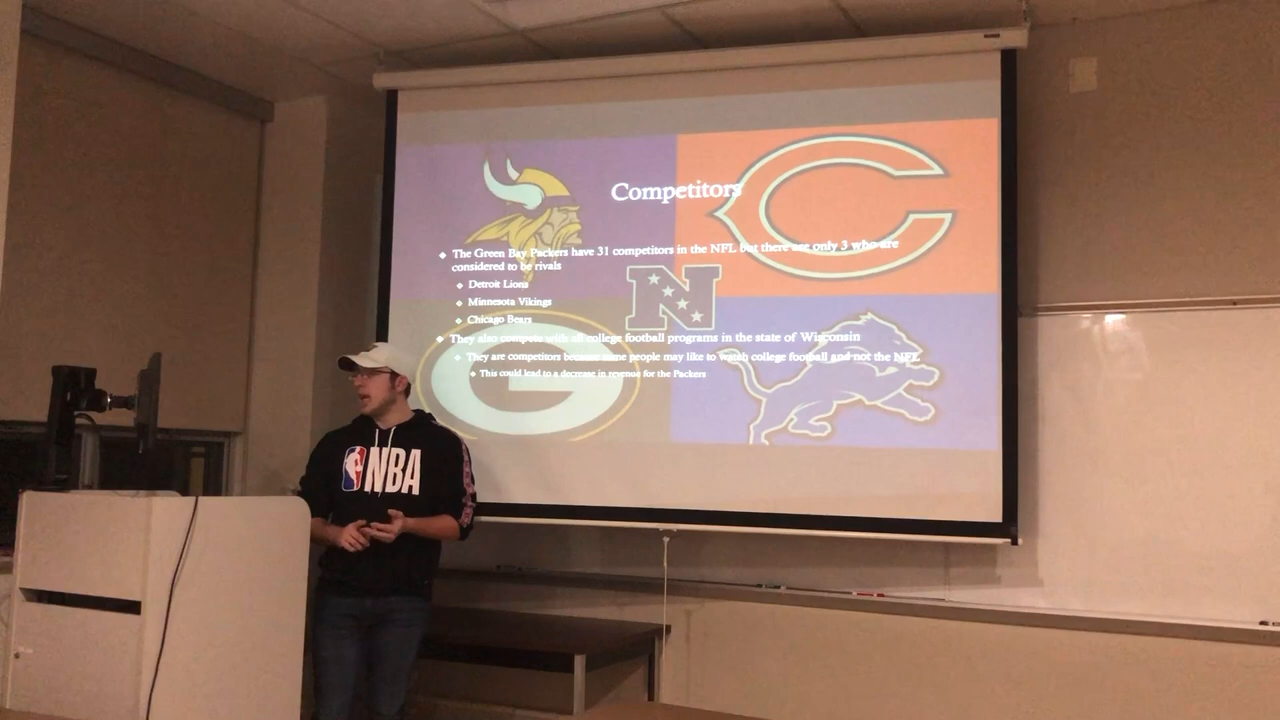 Competitors
The Green Bay Packers have 31 competitors in the NFL but there are only 3 who are
considered to be rivals
Detroit Lions
Minnesota Vikings
Chicago Bears
They also compete with all college football programs in the state of Wisconsin
They are competitors because some people may like to watch college football and not the NFL
This could lead to a decrease in revenue for the Packers
N
C
G
NBA